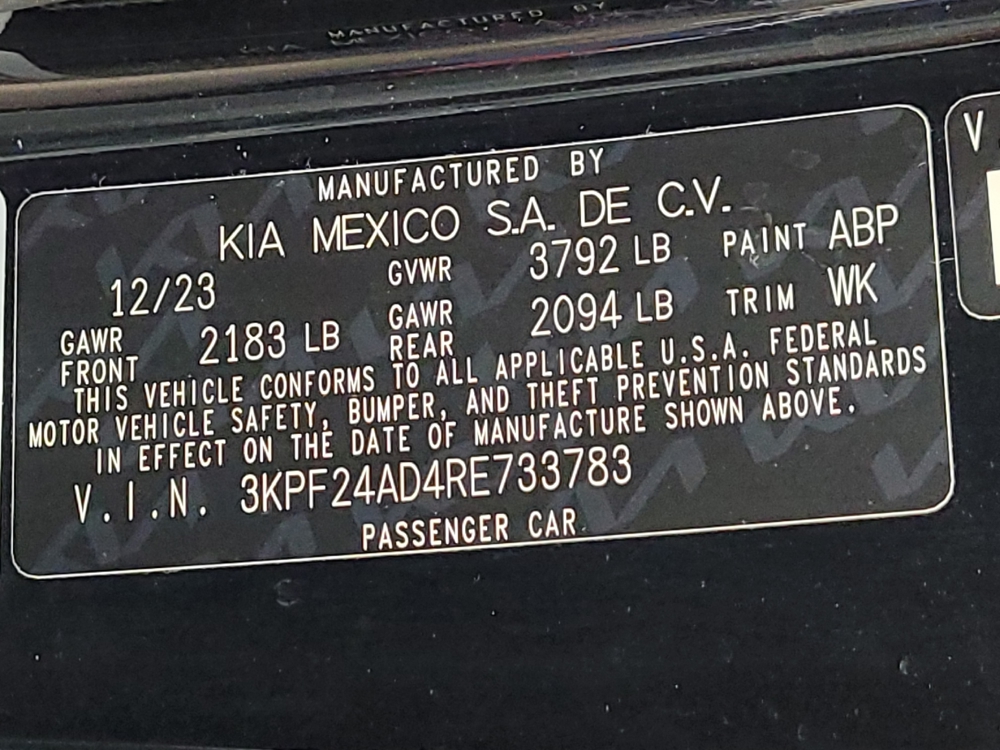 MANUFACTURED BY
MANUFACTURED BY
KIA MEXICO S.A. DE C.V.
12/23 GVWR 3792 LB PAINT ABP
GAWR FRONT 2183 LB GAWR REAR 2094 LB TRIM WK
THIS VEHICLE CONFORMS TO ALL APPLICABLE U.S.A. FEDERAL
MOTOR VEHICLE SAFETY, BUMPER, AND THEFT PREVENTION STANDARDS
IN EFFECT ON THE DATE OF MANUFACTURE SHOWN ABOVE.
V.I.N. 3KPF24AD4RE733783
PASSENGER CAR
V